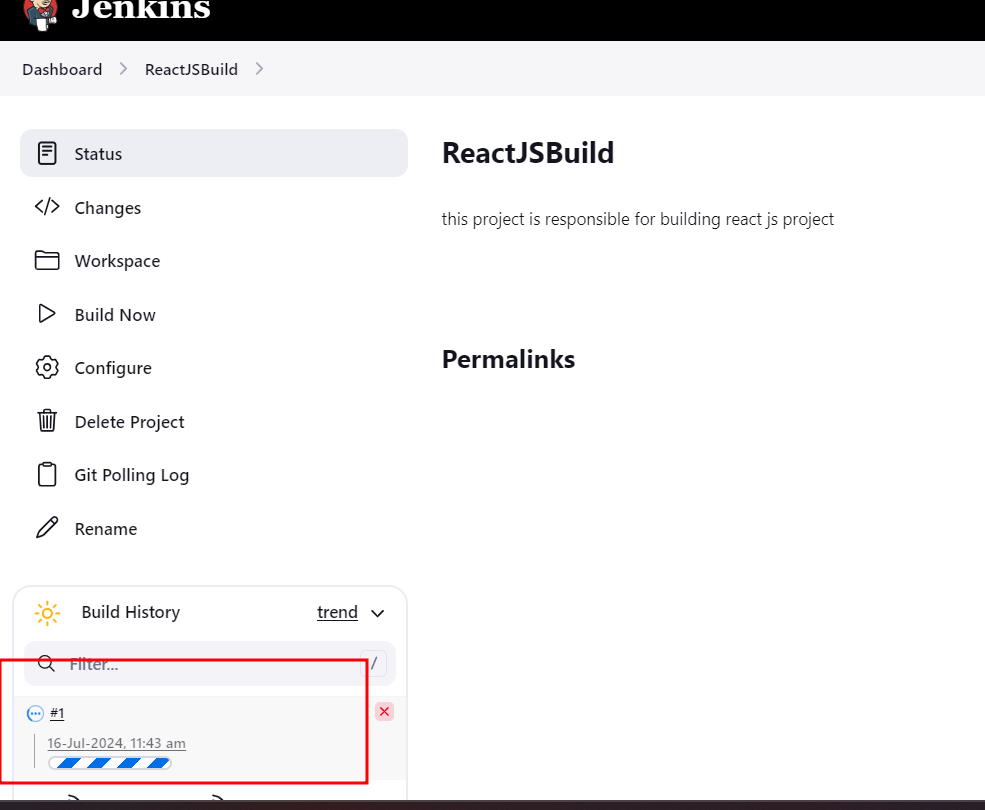 Jenkins
Dashboard
ReactJSBuild
Status
Changes
Workspace
Build Now
Configure
Delete Project
Git Polling Log
Rename
ReactJSBuild
this project is responsible for building react js project
Permalinks
Build History
trend
Filter...
/
#1
16-Jul-2024, 11:43 am